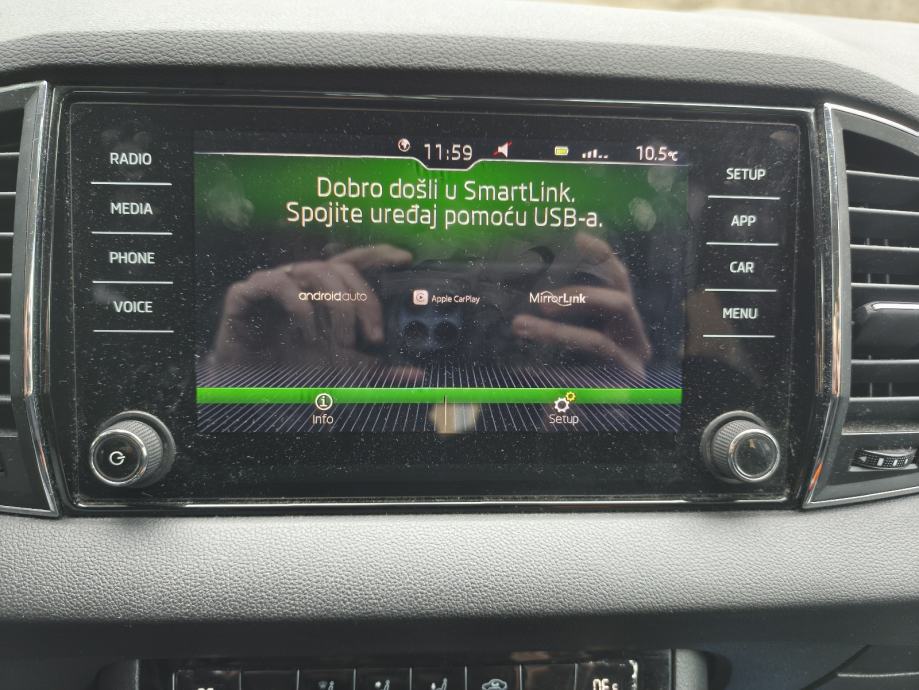 11:59
10.5°C
RADIO
MEDIA
PHONE
VOICE
Dobro došli u SmartLink.
Spojite uređaj pomoću USB-a.
androidauto
Apple CarPlay
MirrorLink
Info
Setup
SETUP
APP
CAR
MENU